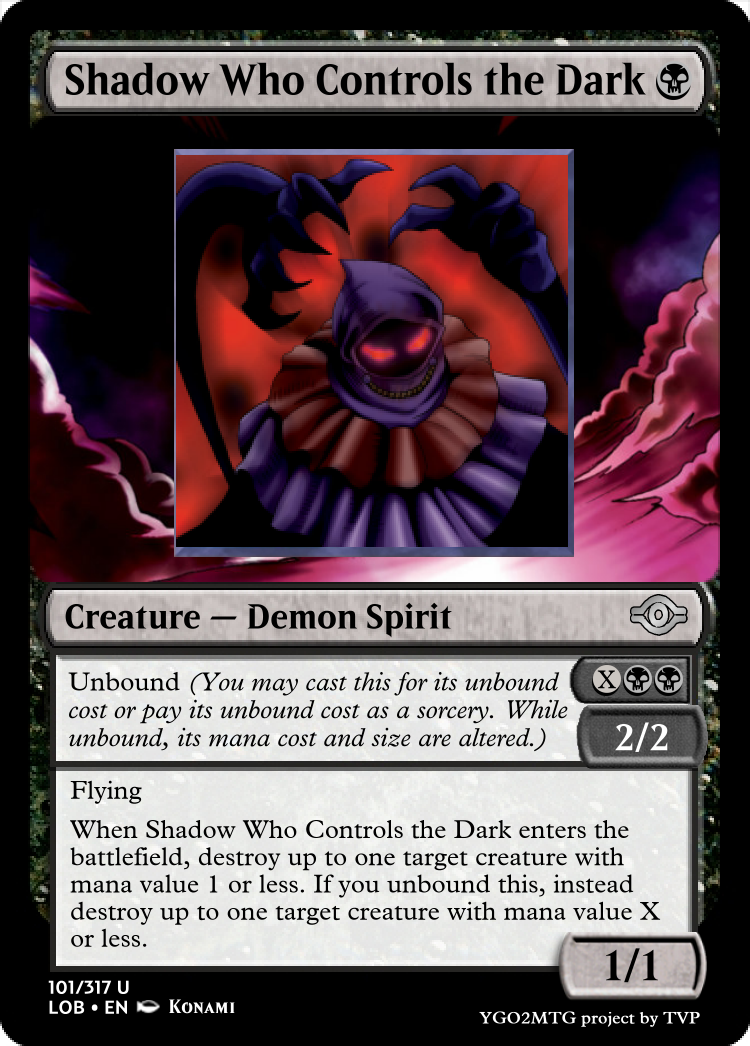 Shadow Who Controls the Dark
Creature — Demon Spirit
Unbound (You may cast this for its unbound
cost or pay its unbound cost as a sorcery. While
unbound, its mana cost and size are altered.)
X
2/2
Flying
When Shadow Who Controls the Dark enters the
battlefield, destroy up to one target creature with
mana value 1 or less. If you unbound this, instead
destroy up to one target creature with mana value X
or less.
1/1
101/317 U
LOB • EN KONAMI
YGO2MTG project by TVP